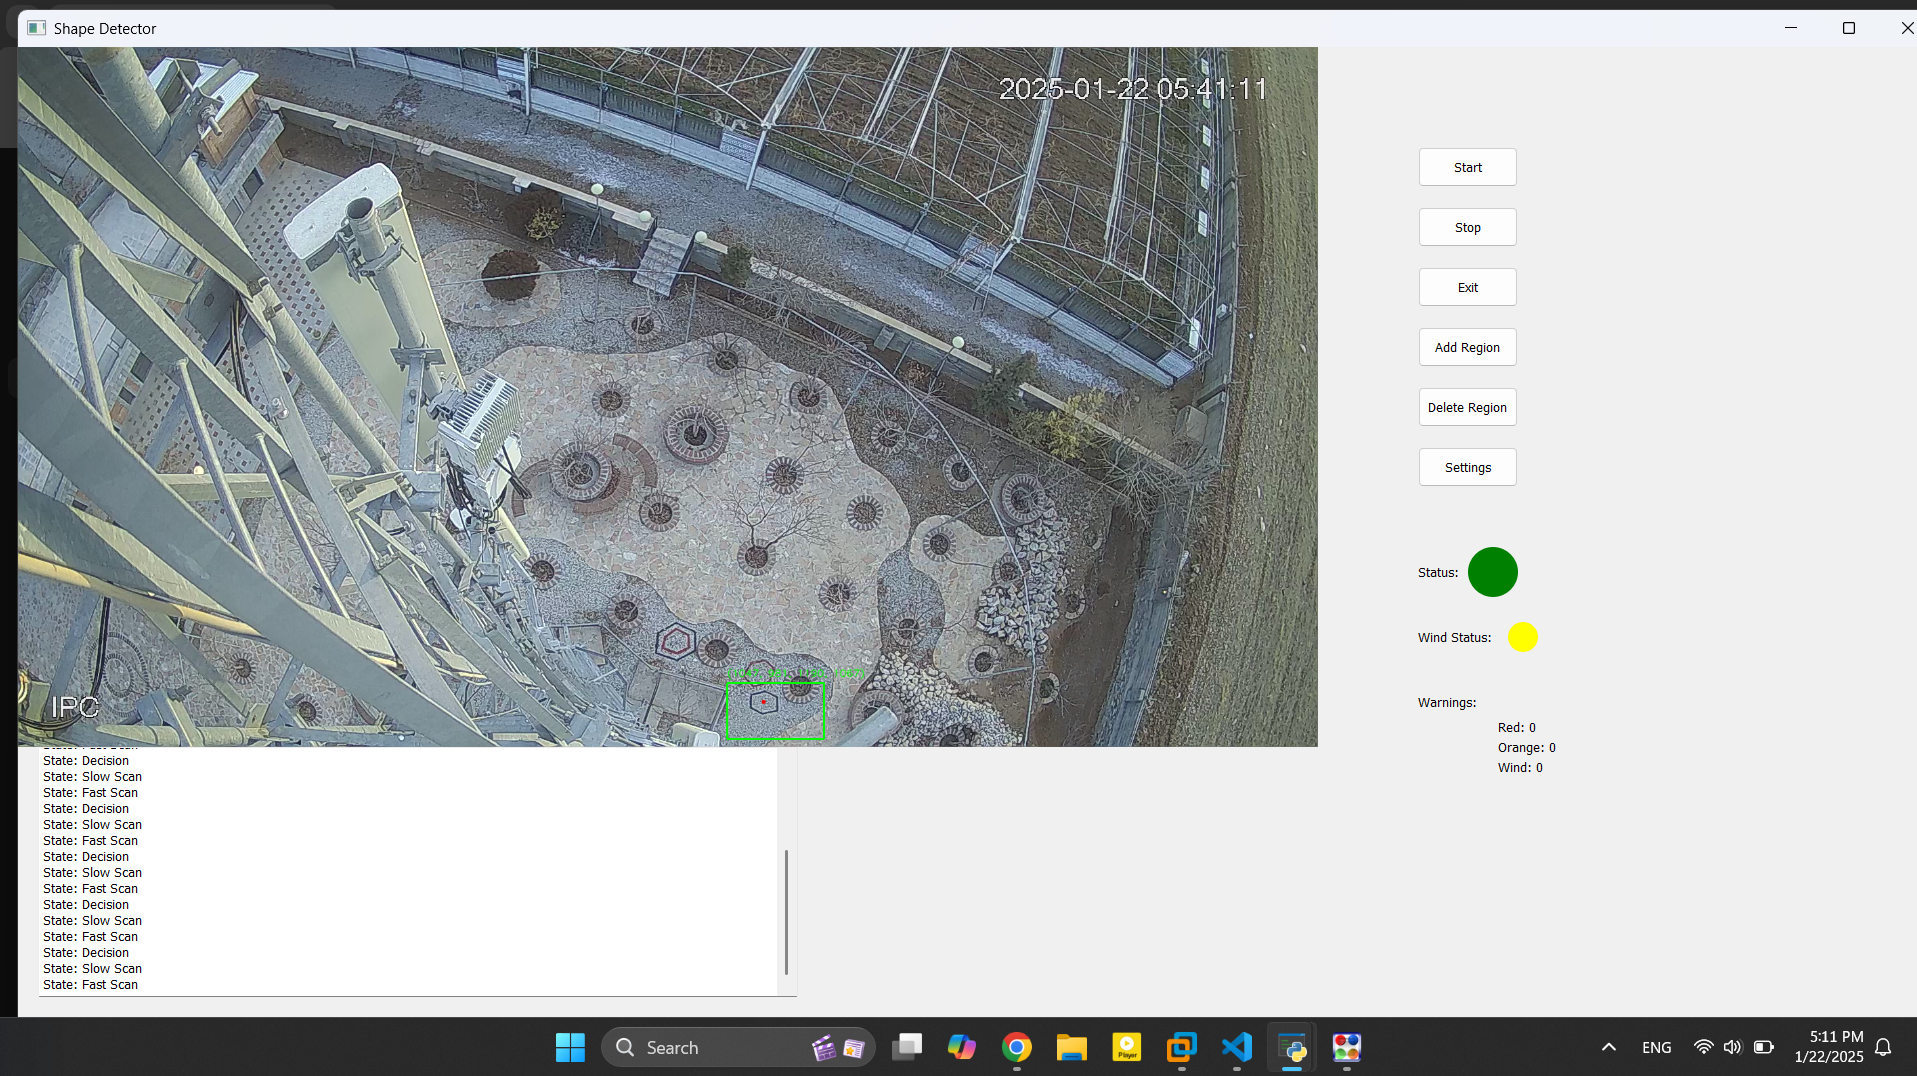 Shape Detector
2025-01-22 05:41:11
IPC
Start
Stop
Exit
Add Region
Delete Region
Settings
Status:
Wind Status:
Warnings:
Red: 0
Orange: 0
Wind: 0
State: Decision
State: Slow Scan
State: Fast Scan
State: Decision
State: Slow Scan
State: Fast Scan
State: Decision
State: Slow Scan
State: Fast Scan
State: Decision
State: Slow Scan
State: Fast Scan
State: Decision
State: Slow Scan
State: Fast Scan
Search
Player
ENG
5:11 PM
1/22/2025